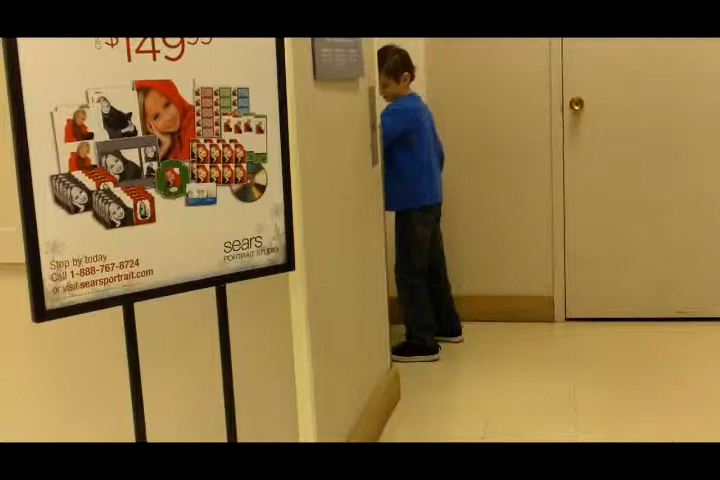 $149
sears
PORTRAIT STUDIO
Stop by today
Call 1-888-767-8724
or visit searsportrait.com